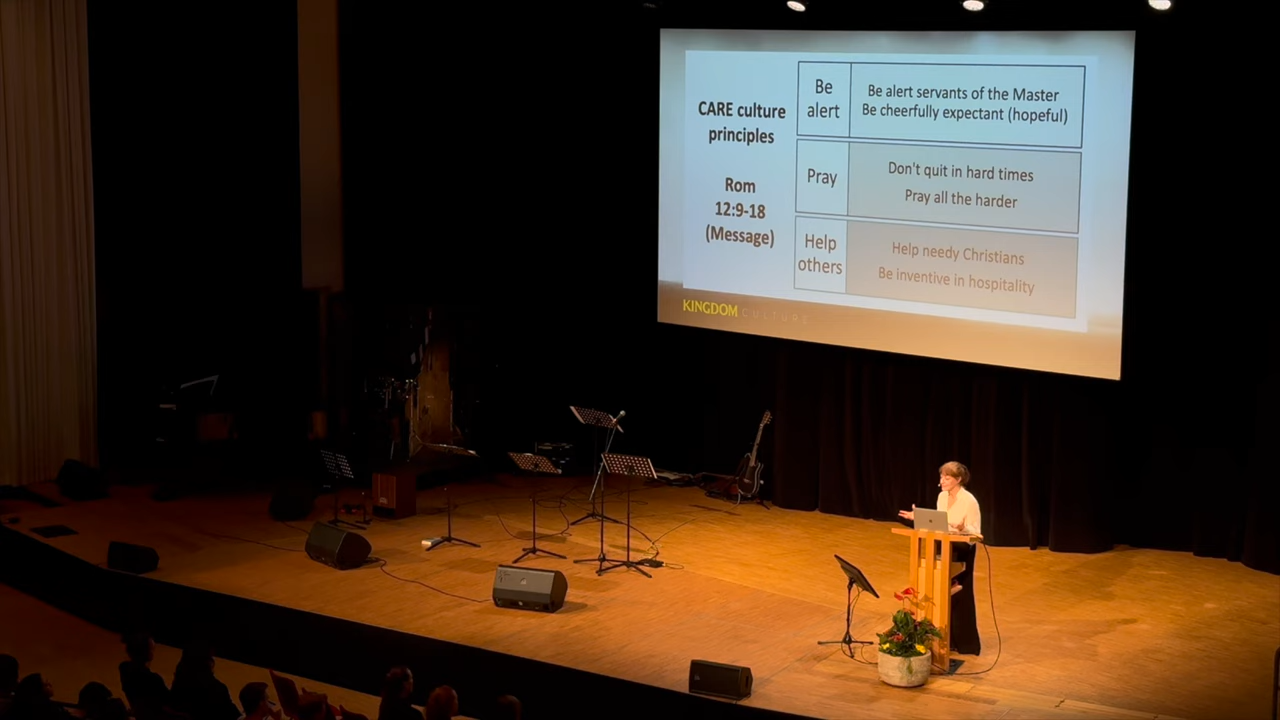 CARE culture
principles
Rom
12:9-18
(Message)
Be
alert
Be alert servants of the Master
Be cheerfully expectant (hopeful)
Pray
Don't quit in hard times
Pray all the harder
Help
others
Help needy Christians
Be inventive in hospitality
KINGDOM CULTURE